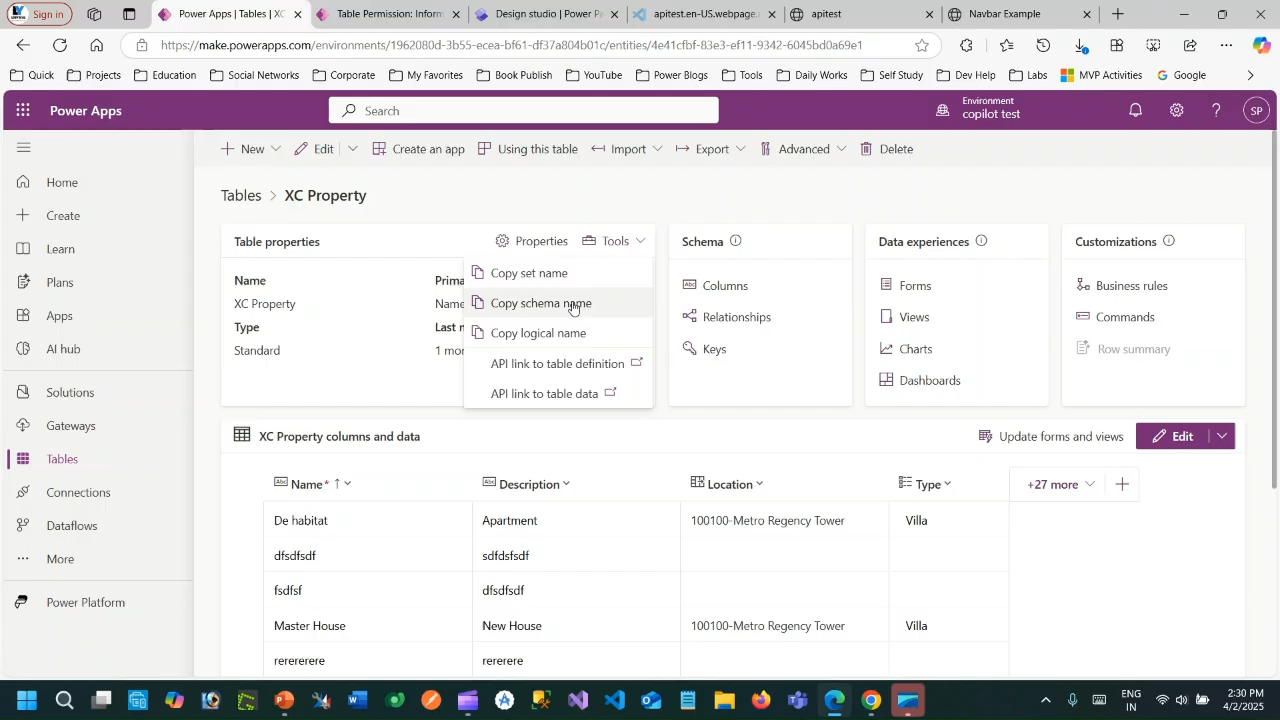 Sign in
Power Apps | Tables | XC
Table Permission: Inform
Design studio | Power P
apitest.en-US.webpage.
apitest
Navbar Example
https://make.powerapps.com/environments/1962080d-3b55-ecea-bf61-df37a804b01c/entities/4e41cfbf-83e3-ef11-9342-6045bd0a69e1
Quick
Projects
Education
Social Networks
Corporate
My Favorites
Book Publish
YouTube
Power Blogs
Tools
Daily Works
Self Study
Dev Help
Labs
MVP Activities
Google
Power Apps
Search
Environment
copilot test
SP
New
Edit
Create an app
Using this table
Import
Export
Advanced
Delete
Home
Create
Learn
Plans
Apps
AI hub
Solutions
Gateways
Tables
Connections
Dataflows
More
Power Platform
Tables > XC Property
Table properties
Properties
Tools
Name
XC Property
Type
Standard
Prima
Name
Last m
1 mor
Copy set name
Copy schema name
Copy logical name
API link to table definition
API link to table data
Schema
Columns
Relationships
Keys
Data experiences
Forms
Views
Charts
Dashboards
Customizations
Business rules
Commands
Row summary
XC Property columns and data
Update forms and views
Edit
Name* Description Location Type +27 more
De habitat Apartment 100100-Metro Regency Tower Villa
dfsdfsdf sdfdsfsdf
fsdfsf dfsdfsdf
Master House New House 100100-Metro Regency Tower Villa
rerererere rererere
ENG
IN
2:30 PM
4/2/2025